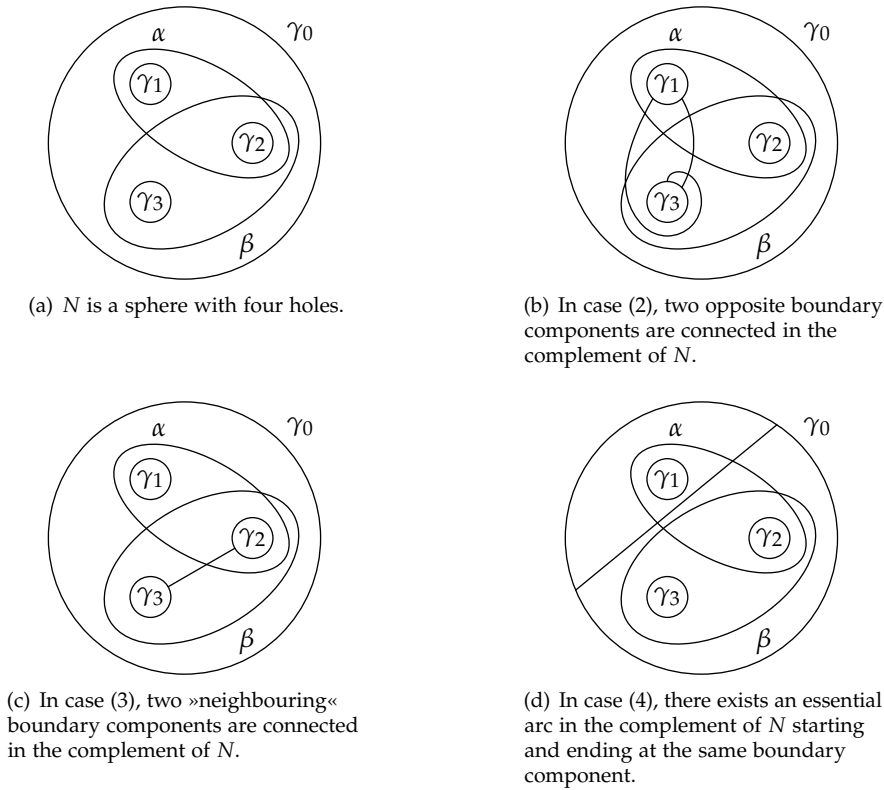 α
γ0
γ1
γ2
γ3
β
(a) N is a sphere with four holes.
α
γ0
γ1
γ2
γ3
β
(b) In case (2), two opposite boundary
components are connected in the
complement of N.
α
γ0
γ1
γ2
γ3
β
(c) In case (3), two »neighbouring«
boundary components are connected
in the complement of N.
α
γ0
γ1
γ2
γ3
β
(d) In case (4), there exists an essential
arc in the complement of N starting
and ending at the same boundary
component.